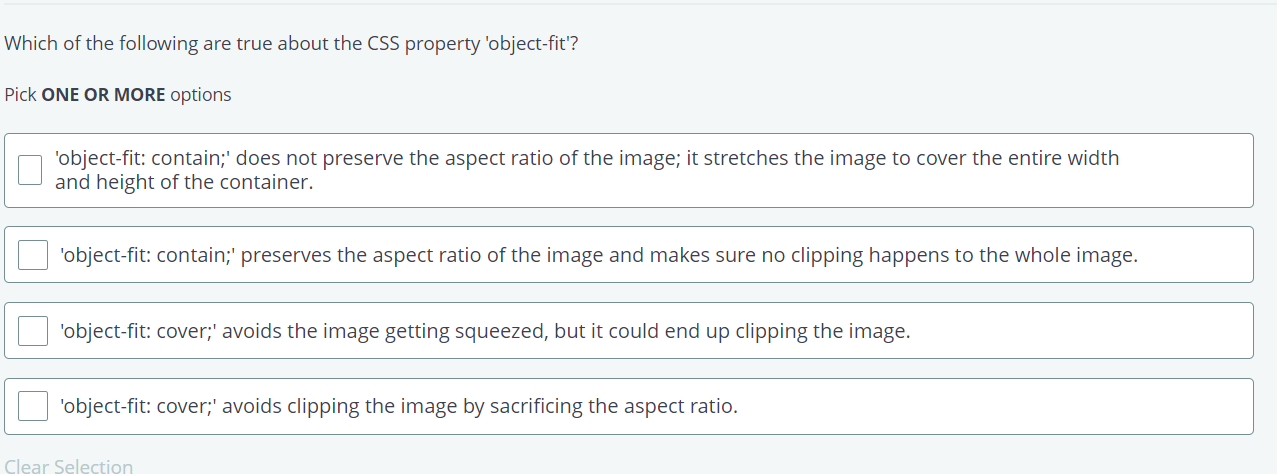 Which of the following are true about the CSS property 'object-fit'?
Pick ONE OR MORE options
'object-fit: contain;' does not preserve the aspect ratio of the image; it stretches the image to cover the entire width
and height of the container.
'object-fit: contain;' preserves the aspect ratio of the image and makes sure no clipping happens to the whole image.
'object-fit: cover;' avoids the image getting squeezed, but it could end up clipping the image.
'object-fit: cover;' avoids clipping the image by sacrificing the aspect ratio.
Clear Selection